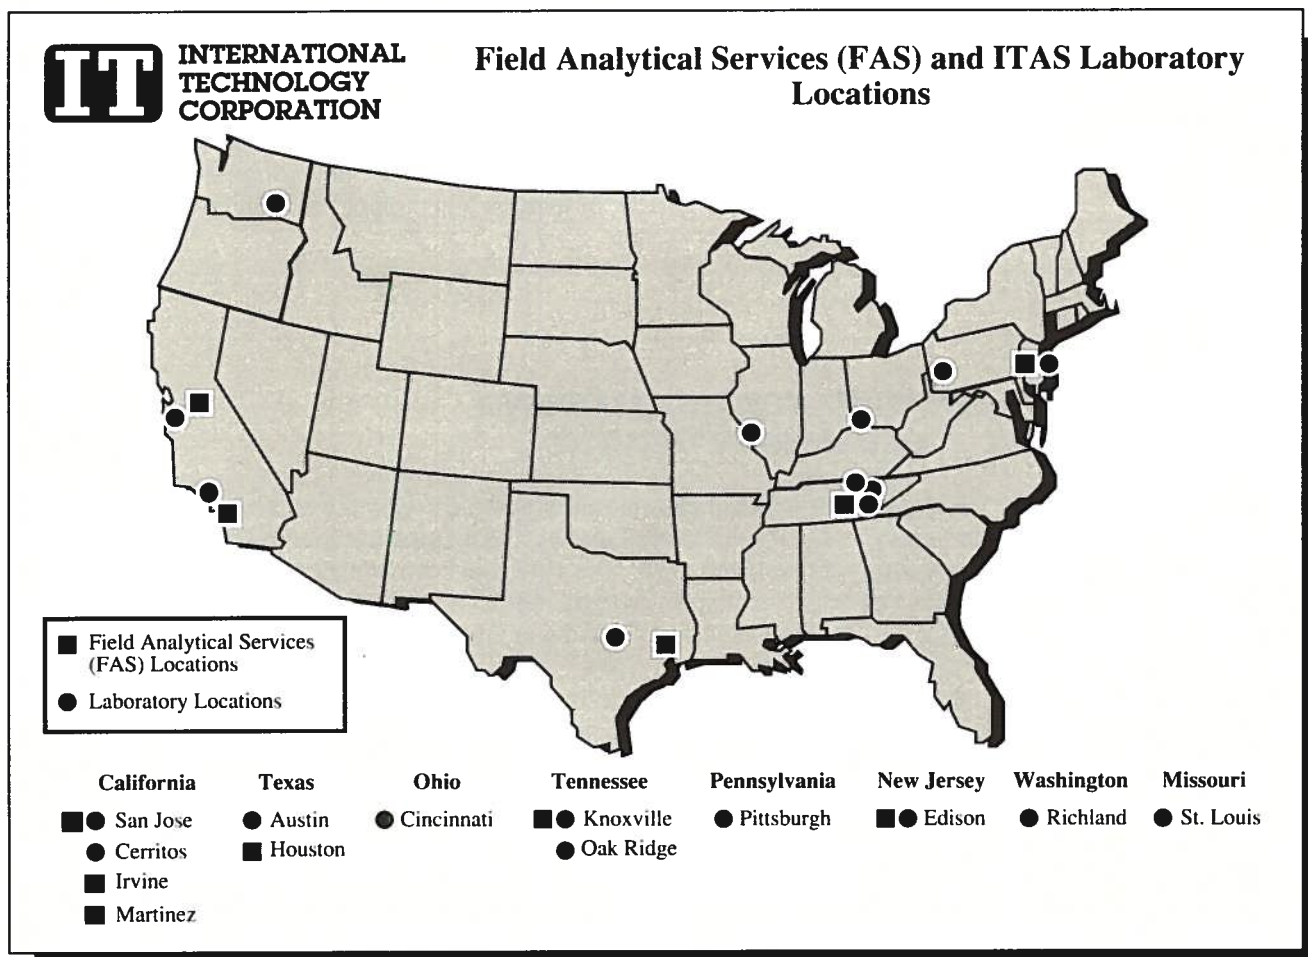 IT
INTERNATIONAL
TECHNOLOGY
CORPORATION
Field Analytical Services (FAS) and ITAS Laboratory
Locations
Field Analytical Services
(FAS) Locations
Laboratory Locations
California
San Jose
Cerritos
Irvine
Martinez
Texas
Austin
Houston
Ohio
Cincinnati
Tennessee
Knoxville
Oak Ridge
Pennsylvania
Pittsburgh
New Jersey
Edison
Washington
Richland
Missouri
St. Louis